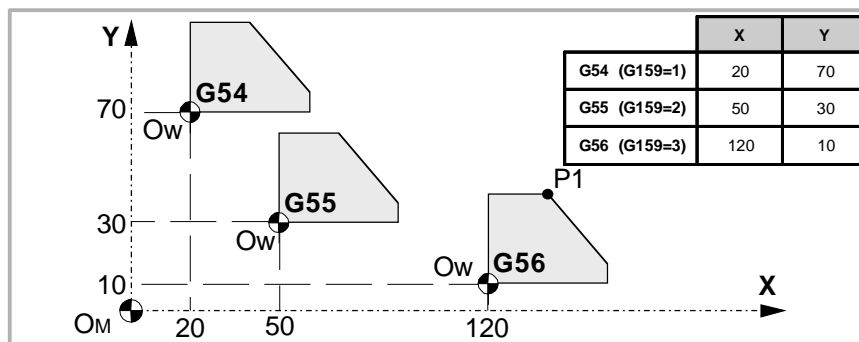 Y
X Y
G54 (G159=1) 20 70
G55 (G159=2) 50 30
G56 (G159=3) 120 10
70
G54
Ow
P1
30
G55
Ow
10
Ow
G56
X
OM
20 50 120